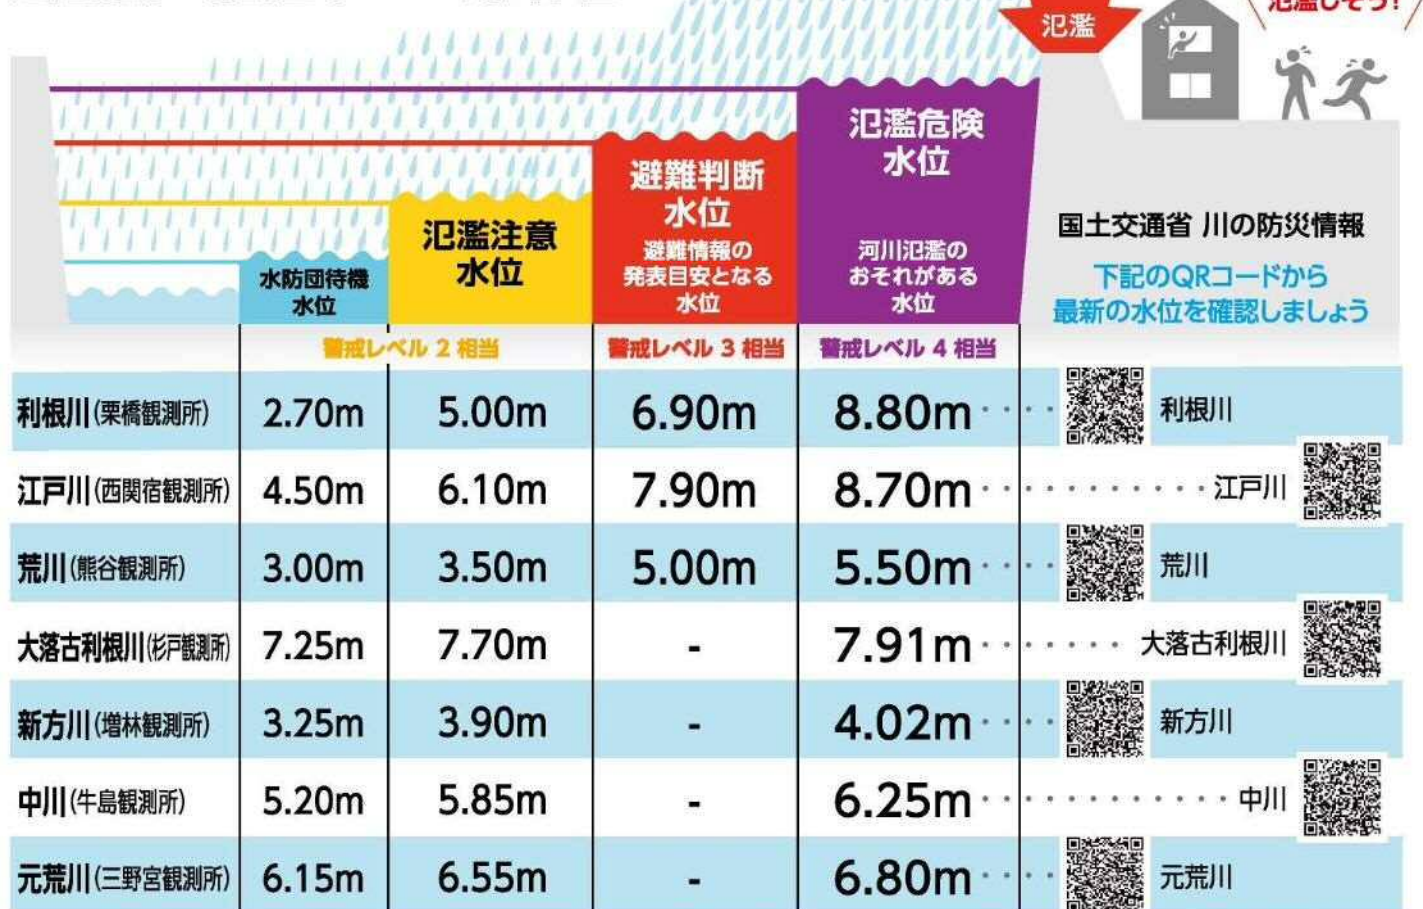 氾濫
氾濫しそう!
氾濫危険
水位
河川氾濫の
おそれがある
水位
避難判断
水位
避難情報の
発表目安となる
水位
氾濫注意
水位
水防団待機
水位
国土交通省 川の防災情報
下記のQRコードから
最新の水位を確認しましょう
警戒レベル 2 相当
警戒レベル 3 相当
警戒レベル 4 相当
利根川(栗橋観測所) 2.70m 5.00m 6.90m 8.80m 利根川
江戸川(西関宿観測所) 4.50m 6.10m 7.90m 8.70m 江戸川
荒川(熊谷観測所) 3.00m 3.50m 5.00m 5.50m 荒川
大落古利根川(杉戸観測所) 7.25m 7.70m - 7.91m 大落古利根川
新方川(増林観測所) 3.25m 3.90m - 4.02m 新方川
中川(牛島観測所) 5.20m 5.85m - 6.25m 中川
元荒川(三野宮観測所) 6.15m 6.55m - 6.80m 元荒川